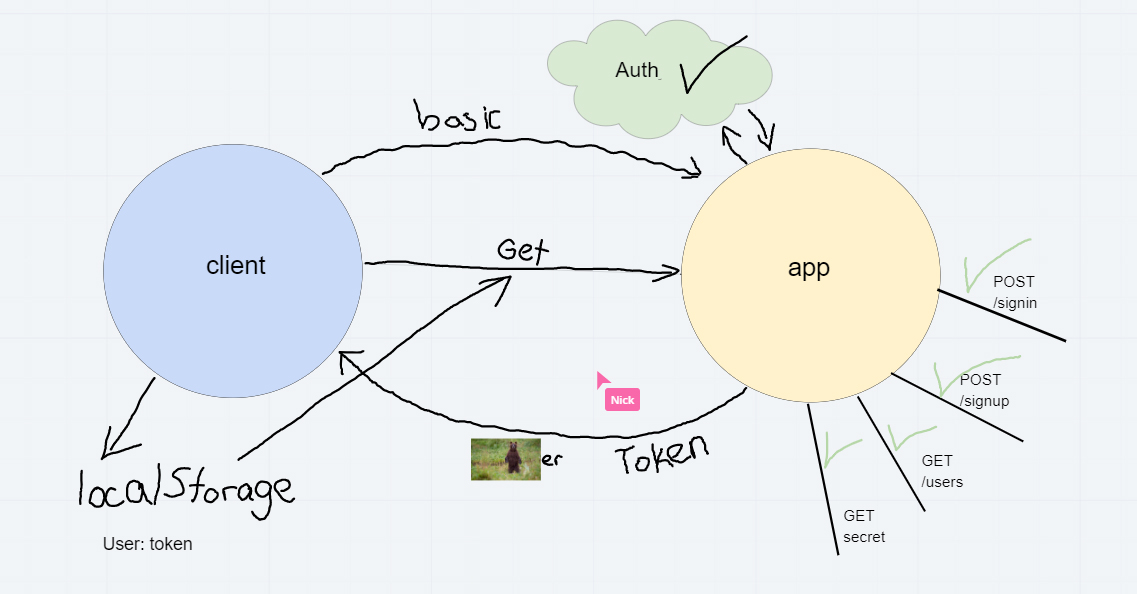 Auth
basic
Get
client
app
POST
/signin
Nick
POST
/signup
er
Token
GET
/users
localStorage
GET
secret
User: token